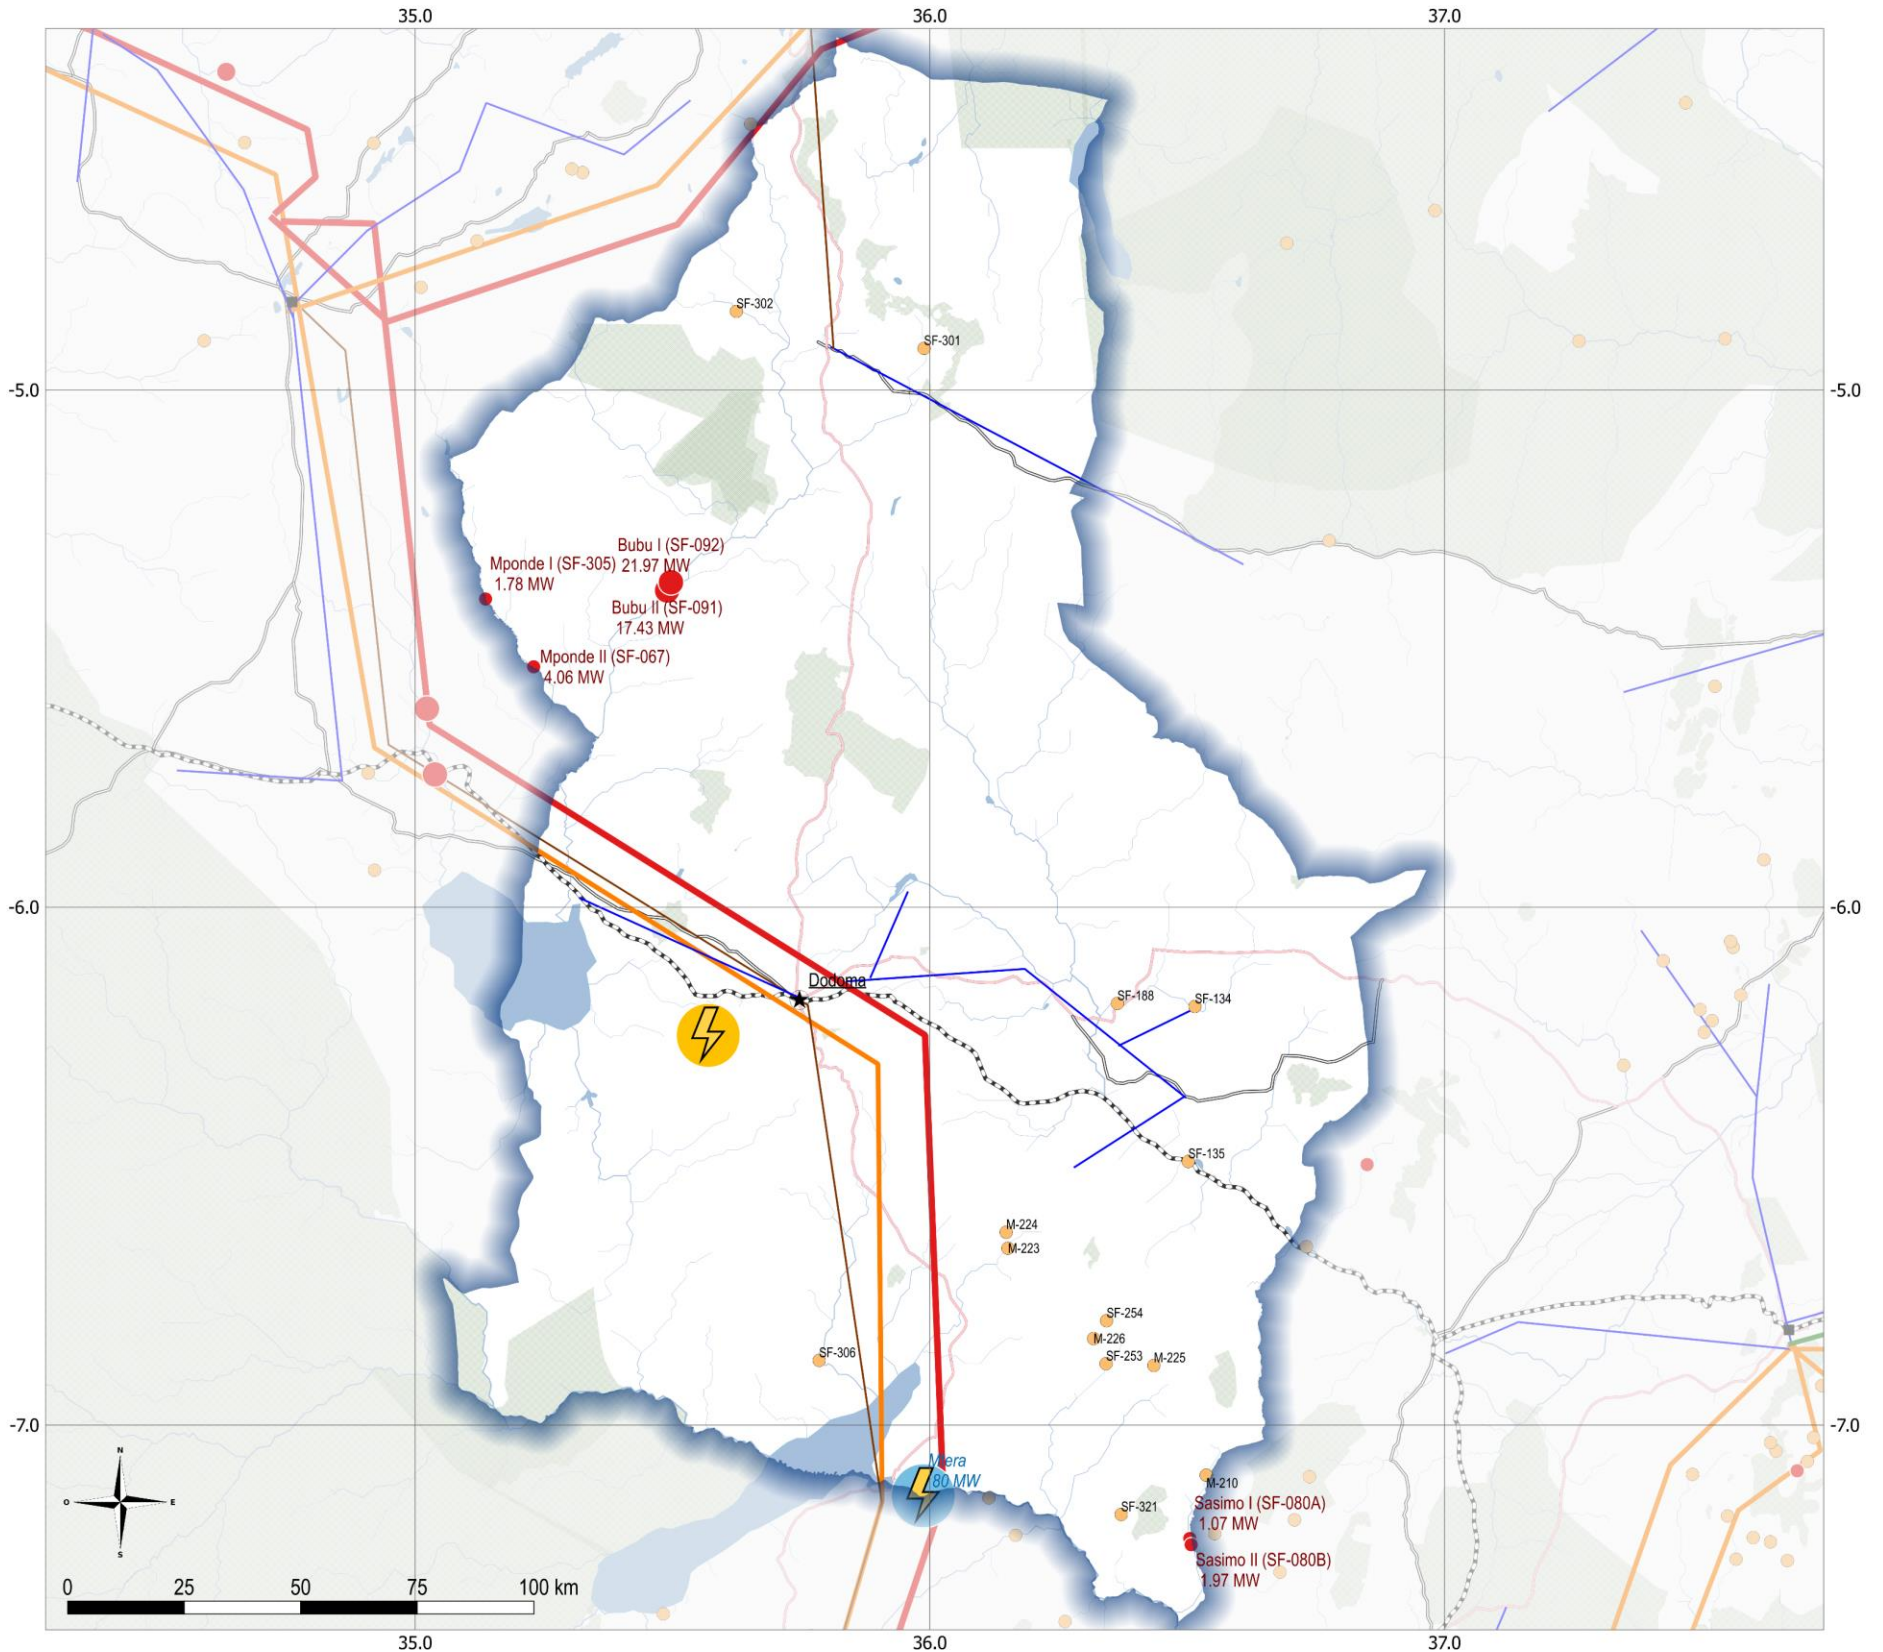 35.0
36.0
37.0
SF-302
SF-301
-5.0
-5.0
Bubu I (SF-092)
21.97 MW
Mponde I (SF-305)
1.78 MW
Bubu II (SF-091)
17.43 MW
Mponde II (SF-067)
4.06 MW
-6.0
-6.0
Dodoma
SF-188
SF-134
SF-135
M-224
M-223
SF-254
M-226
SF-253
M-225
SF-306
-7.0
-7.0
Mtera
80 MW
M-210
Sasimo I (SF-080A)
1.07 MW
SF-321
Sasimo II (SF-080B)
1.97 MW
N
O
E
S
0
25
50
75
100 km
35.0
36.0
37.0